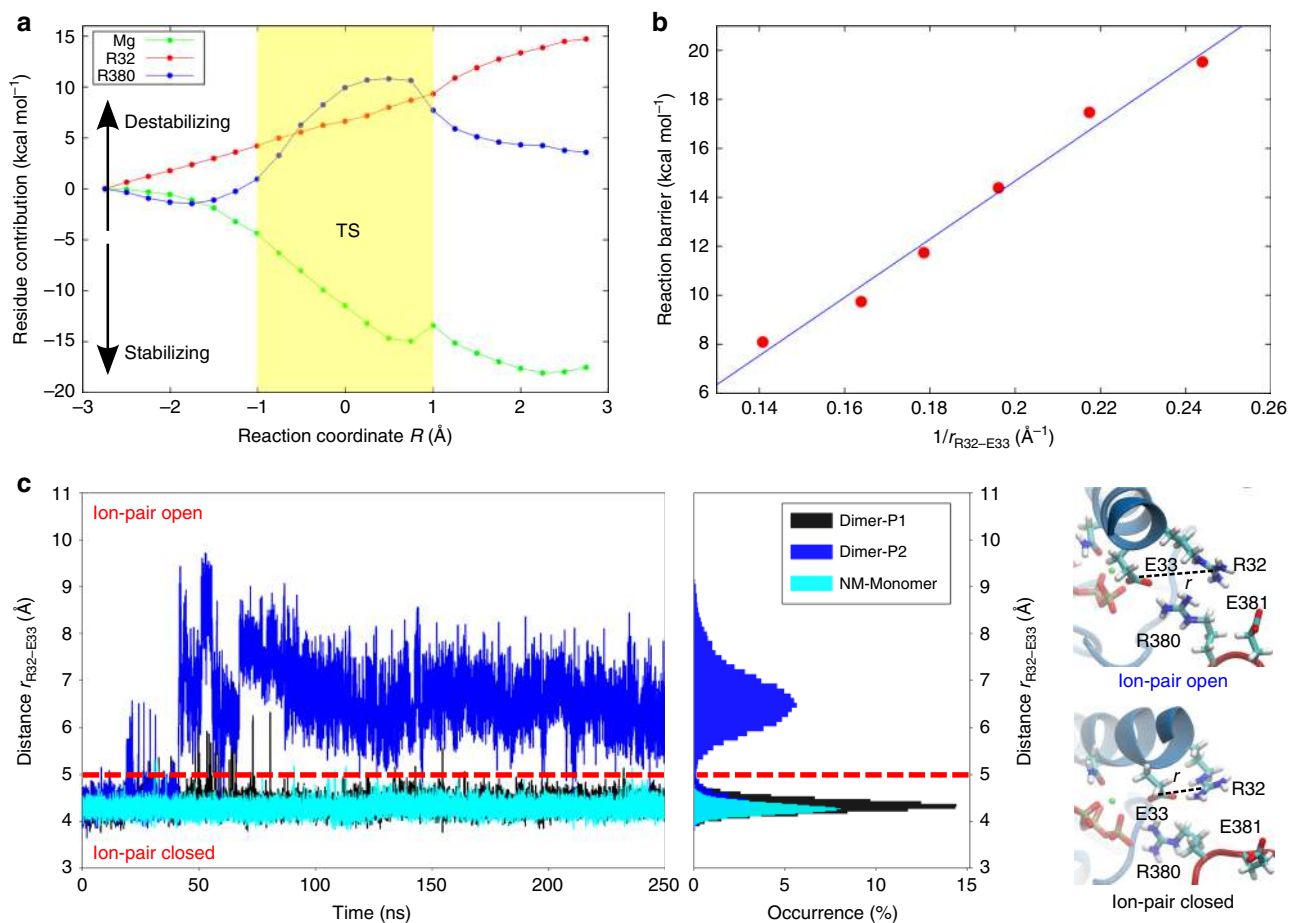 a
Mg
R32
R380
Destabilizing
TS
Stabilizing
15
10
5
0
–5
–10
–15
–20
Residue contribution (kcal mol⁻¹)
–3
–2
–1
0
1
2
3
Reaction coordinate R (Å)
b
20
18
16
14
12
10
8
6
Reaction barrier (kcal mol⁻¹)
0.14
0.16
0.18
0.2
0.22
0.24
0.26
1/rR32–E33 (Å⁻¹)
c
11
10
9
8
7
6
5
4
3
Distance rR32–E33 (Å)
Ion-pair open
Ion-pair closed
0
50
100
150
200
250
Time (ns)
Dimer-P1
Dimer-P2
NM-Monomer
0
5
10
15
Occurrence (%)
11
10
9
8
7
6
5
4
3
Distance rR32–E33 (Å)
E33
R32
r
E381
R380
Ion-pair open
r
R32
E33
E381
R380
Ion-pair closed